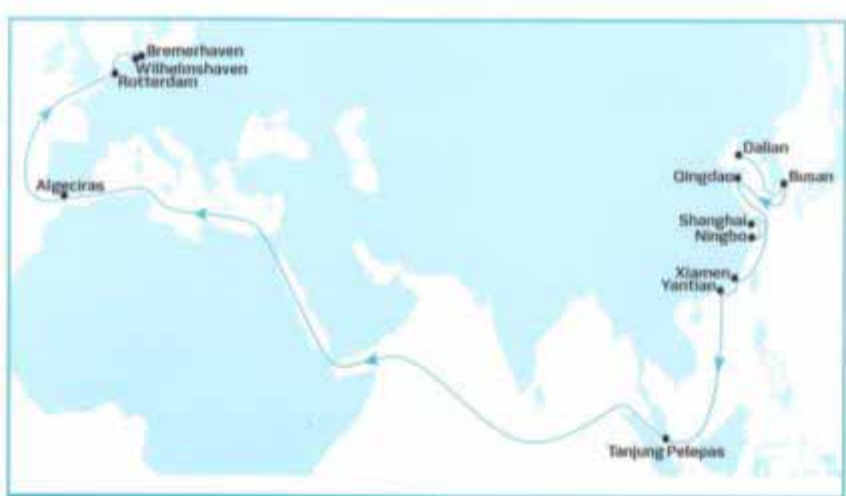 Bremerhaven
Wilhelmshaven
Rotterdam
Dalian
Qingdao
Busan
Algeciras
Shanghai
Ningbo
Xiamen
Yantian
Tanjung Pelepas